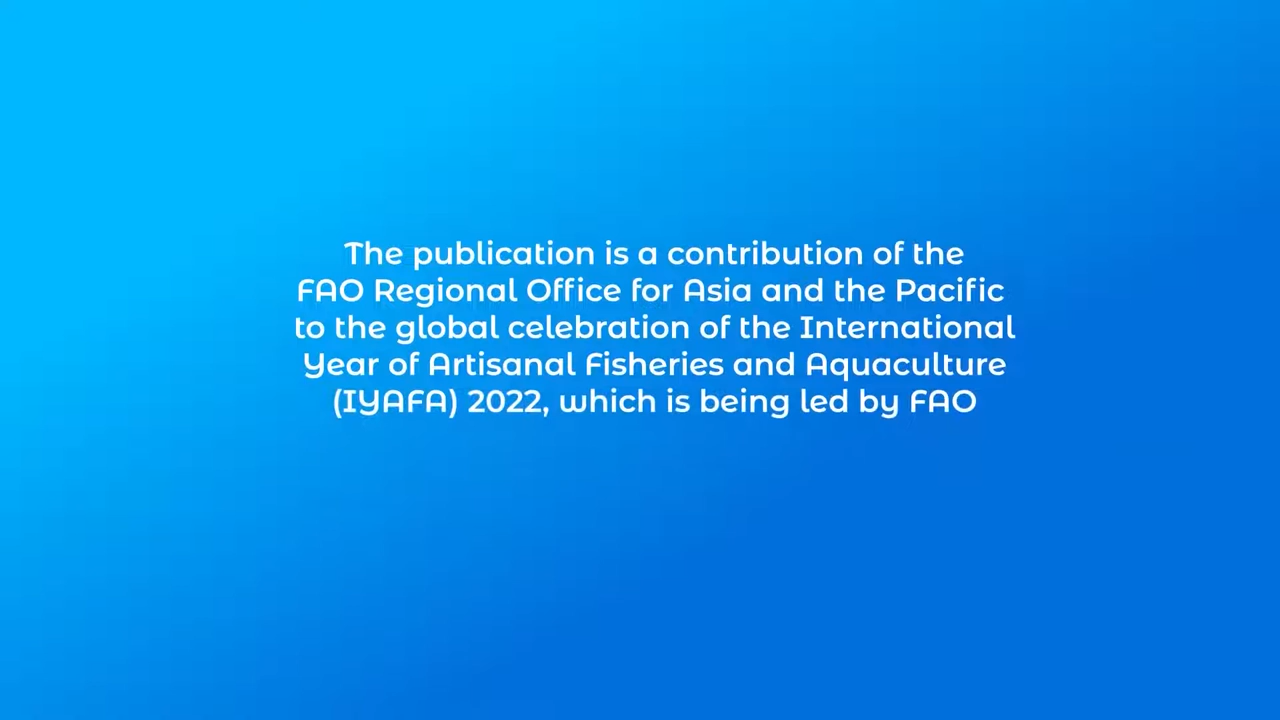 The publication is a contribution of the
FAO Regional Office for Asia and the Pacific
to the global celebration of the International
Year of Artisanal Fisheries and Aquaculture
(IYAFA) 2022, which is being led by FAO